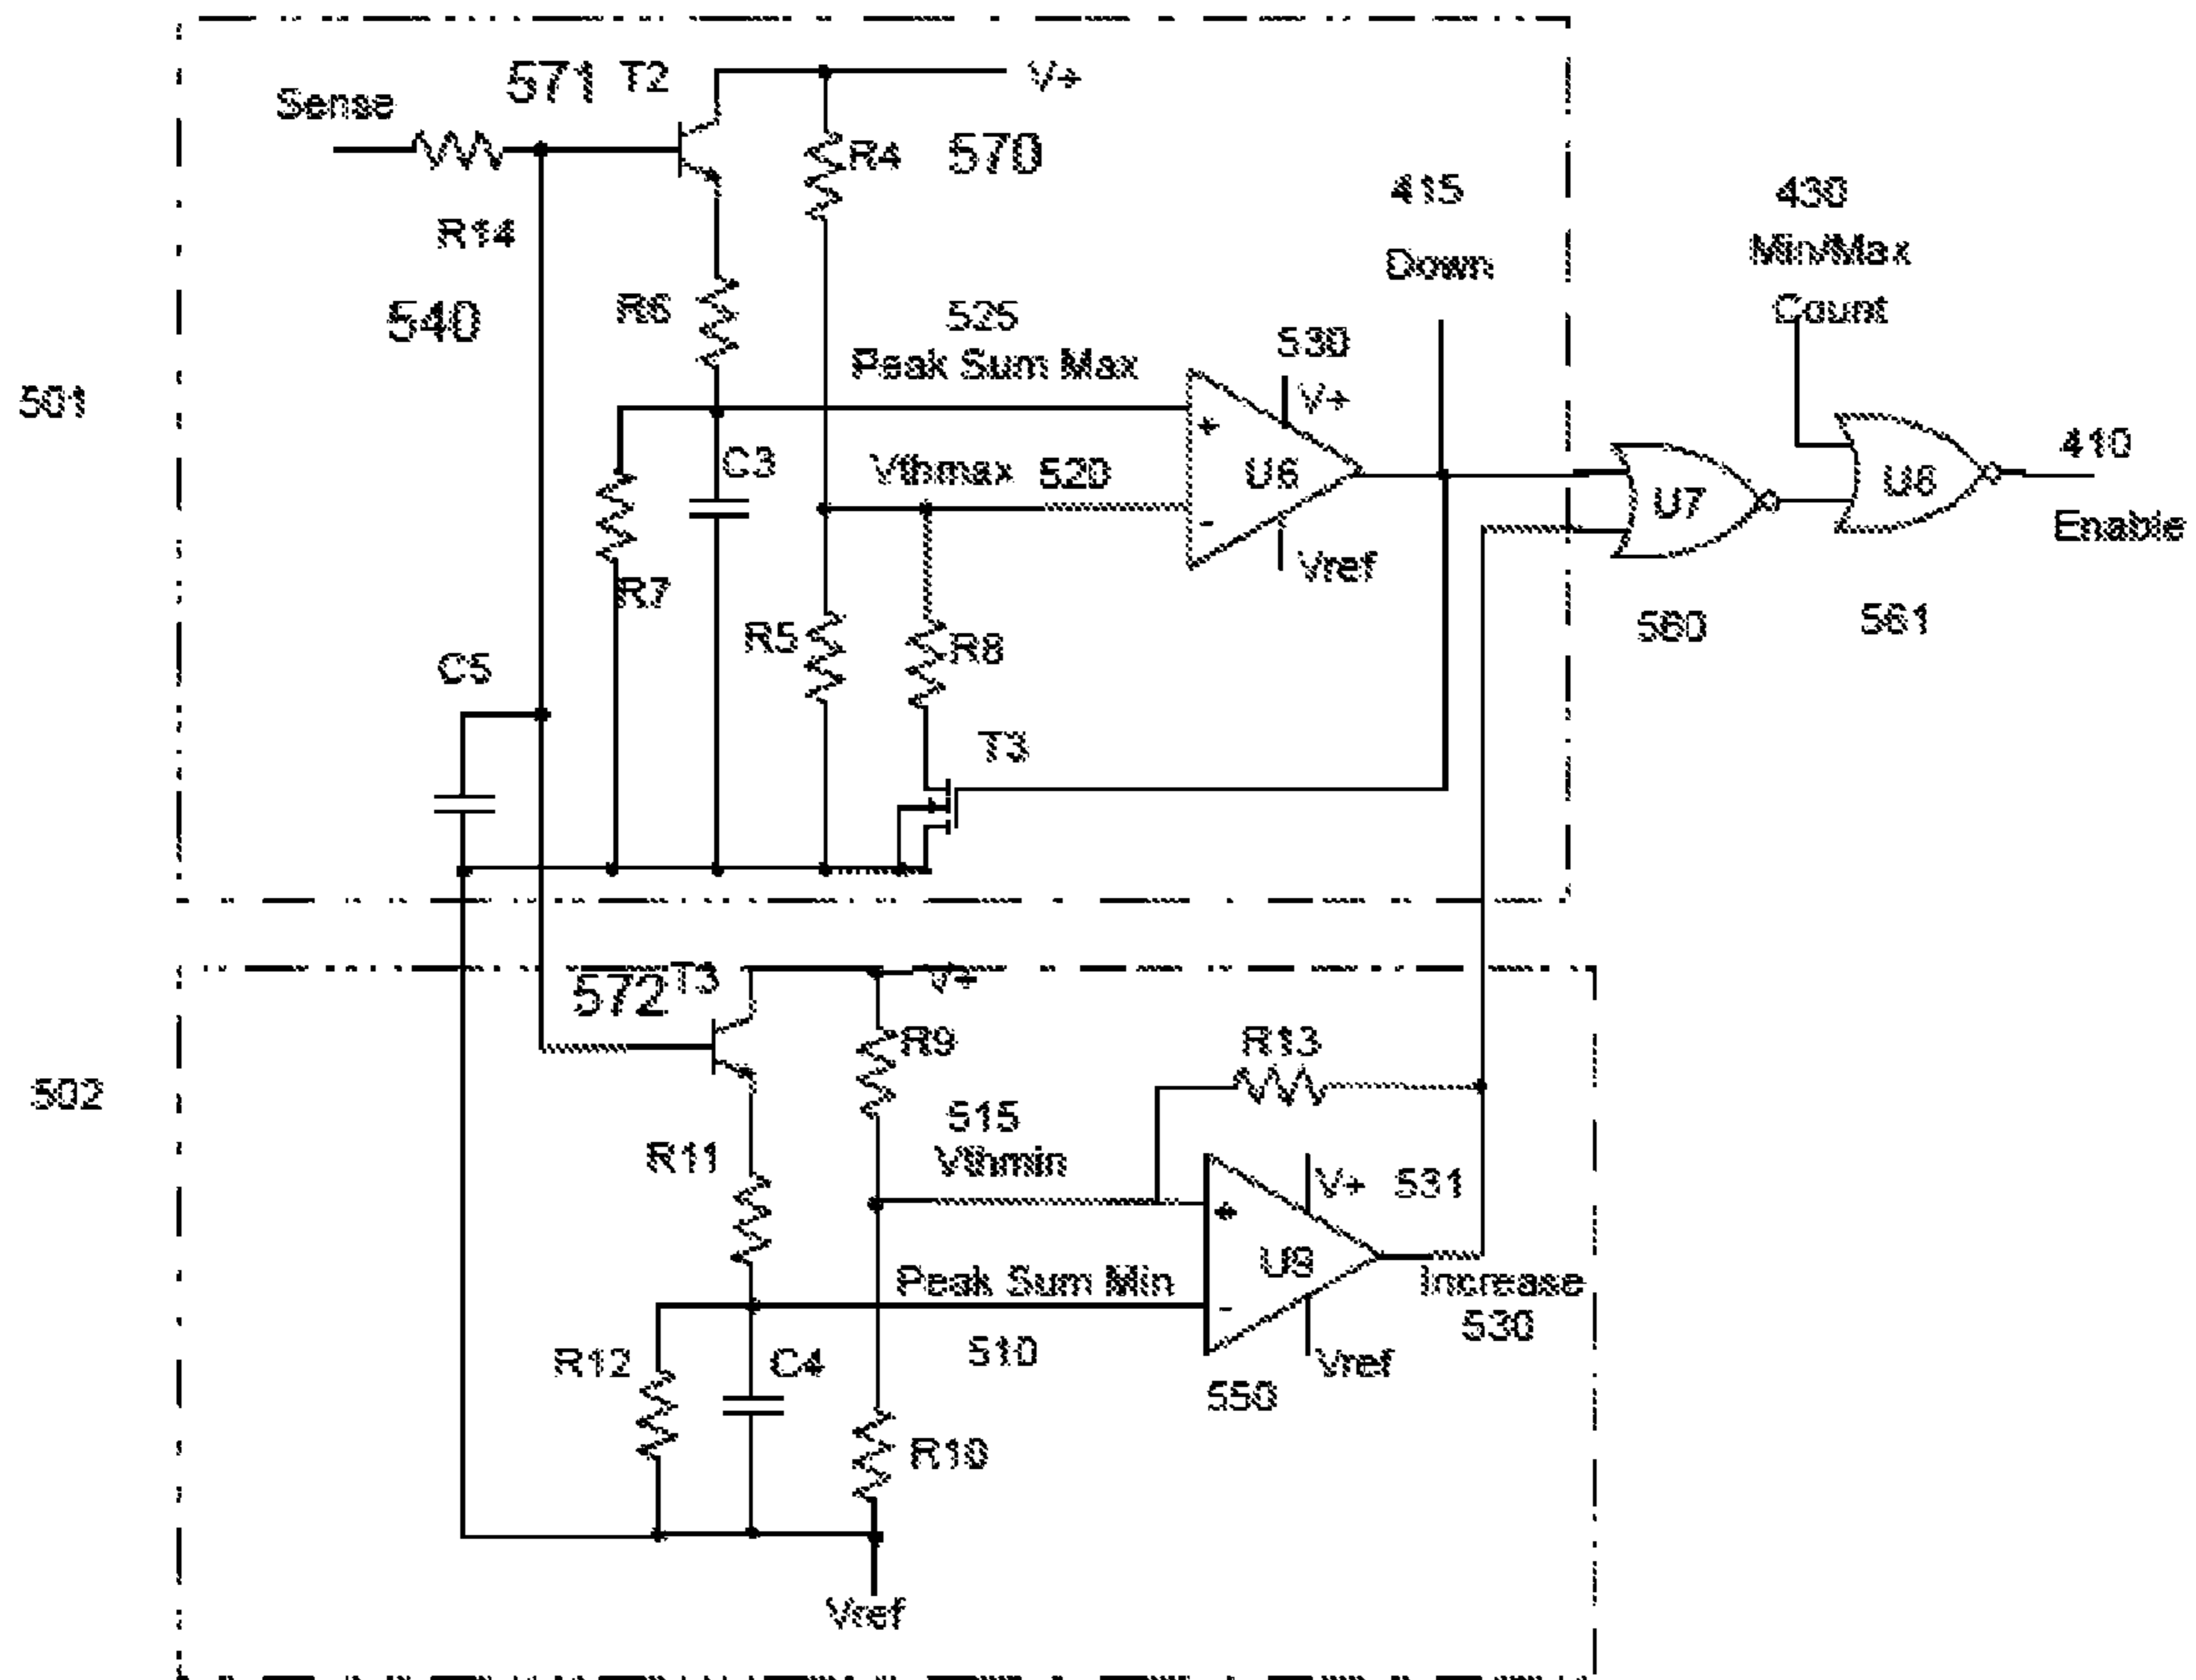 571 T2
V+
Sense
R4
570
415
430
R14
Down
Min/Max
Count
540
R6
525
Peak Sum Max
530
V+
501
+
C3
Vthmax 520
U6
U7
U8
410
-
Enable
Vref
R7
560
561
R5
R8
C5
T3
572 T3
V+
R9
R13
502
515
Vthmin
R11
V+ 531
+
U9
Peak Sum Min
Increase
530
-
510
R12
C4
Vref
550
R10
Vref